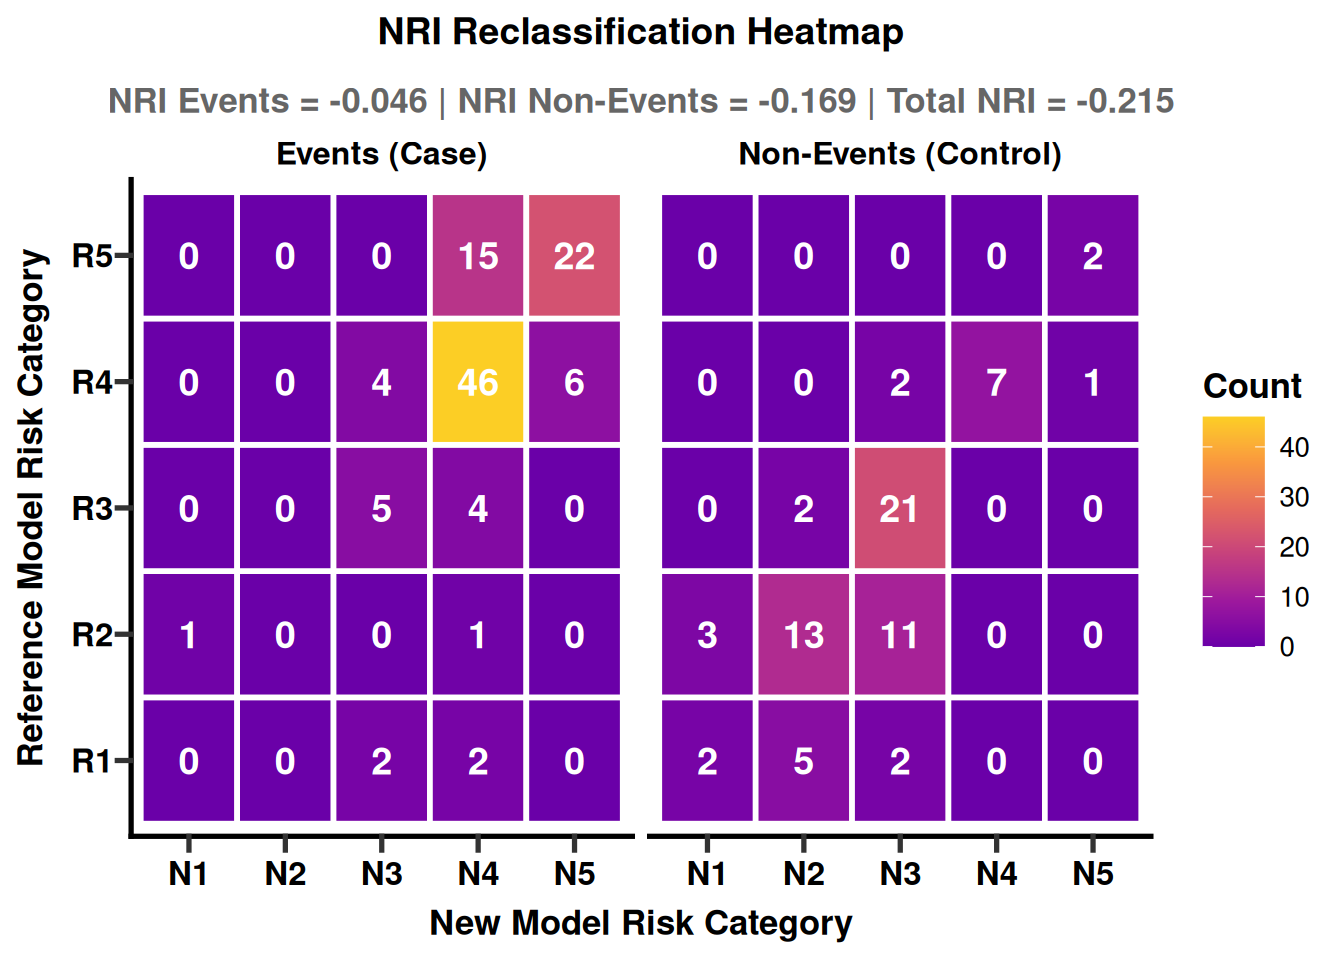 NRI Reclassification Heatmap
NRI Events = -0.046 | NRI Non-Events = -0.169 | Total NRI = -0.215
Events (Case)
Non-Events (Control)
Reference Model Risk Category
R5 0 0 0 15 22 0 0 0 0 2
R4 0 0 4 46 6 0 0 2 7 1
R3 0 0 5 4 0 0 2 21 0 0
R2 1 0 0 1 0 3 13 11 0 0
R1 0 0 2 2 0 2 5 2 0 0
N1 N2 N3 N4 N5 N1 N2 N3 N4 N5
New Model Risk Category
Count
40
30
20
10
0